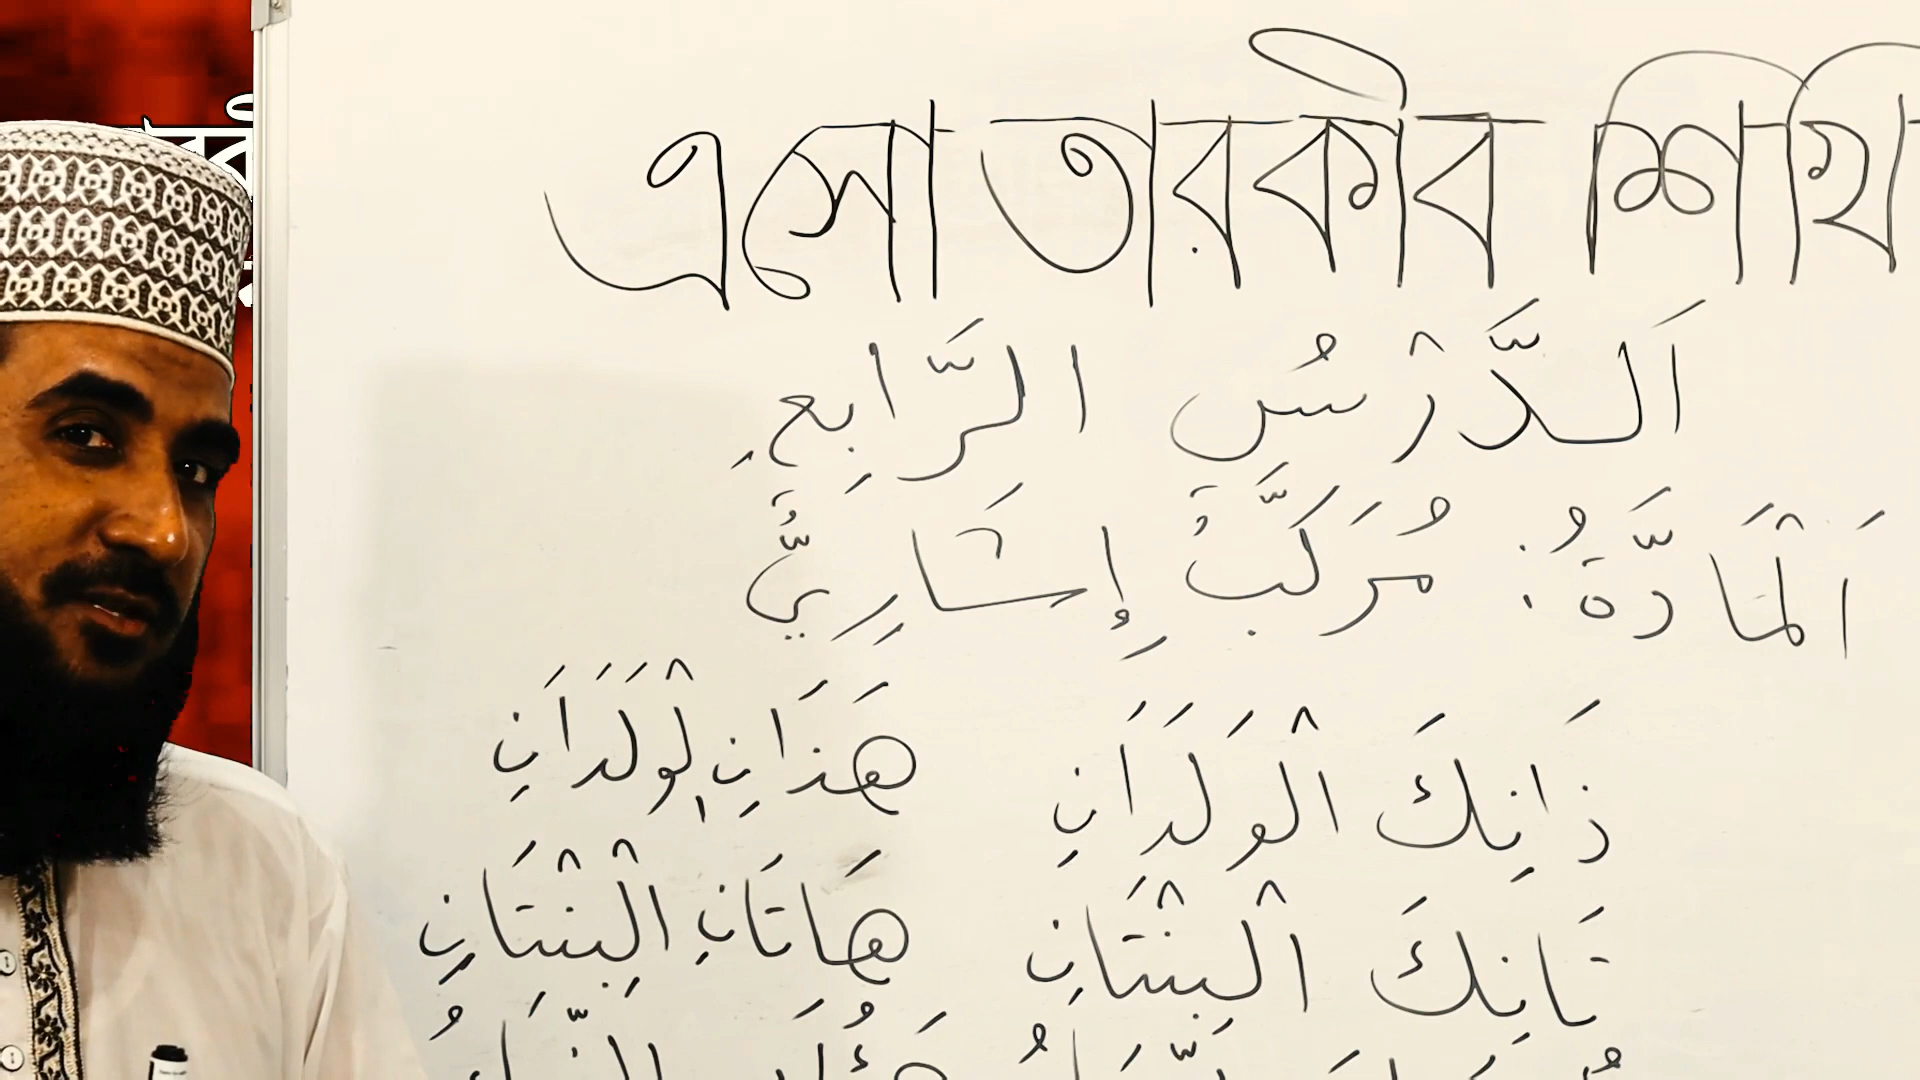 এসো তারকীব শিখি
اَلدَّرْسُ الرَّابِعِ
اَلْمَادَّةُ: مُرَكَّبٌ إِشَارِيٌّ
ذَانِكَ الْوَلَدَانِ هَذَانِ الْوَلَدَانِ
تَانِكَ الْبِنْتَانِ هَاتَانِ الْبِنْتَانِ